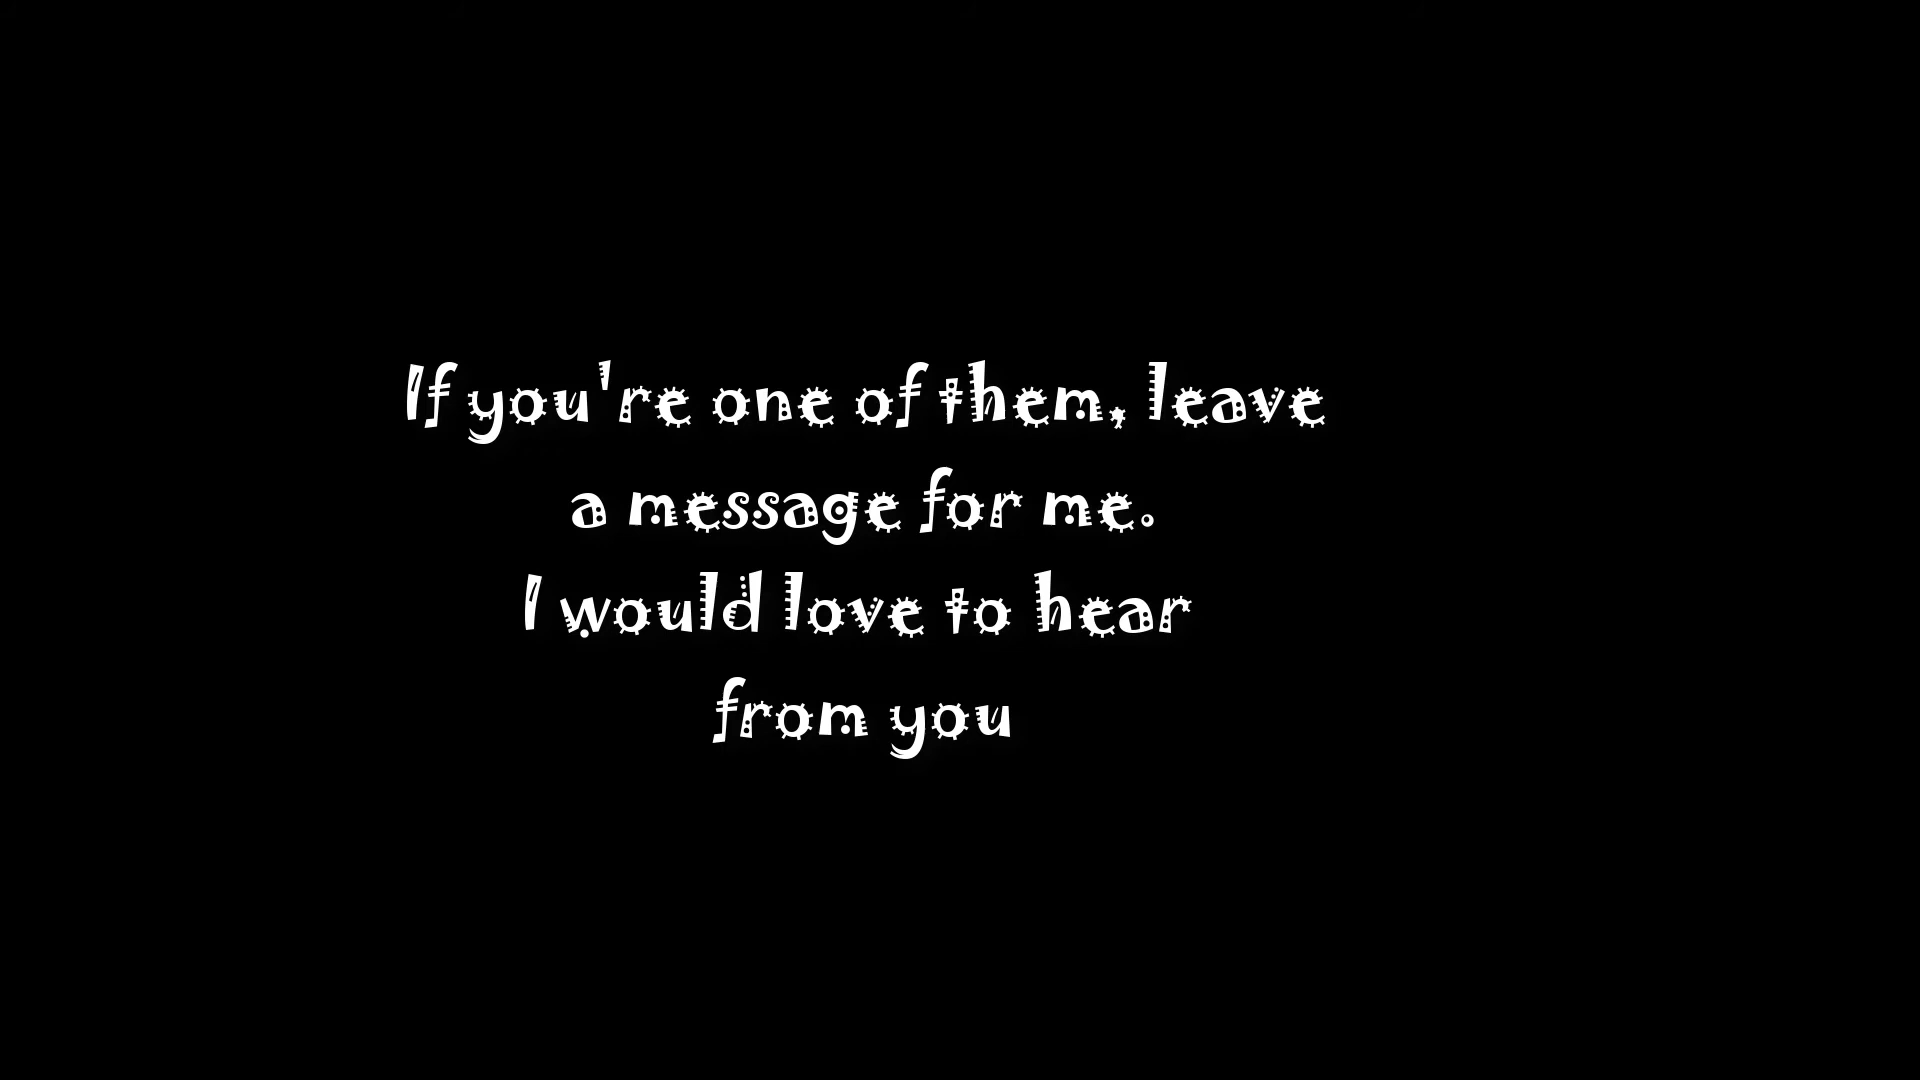 If you're one of them, leave
a message for me.
I would love to hear
from you